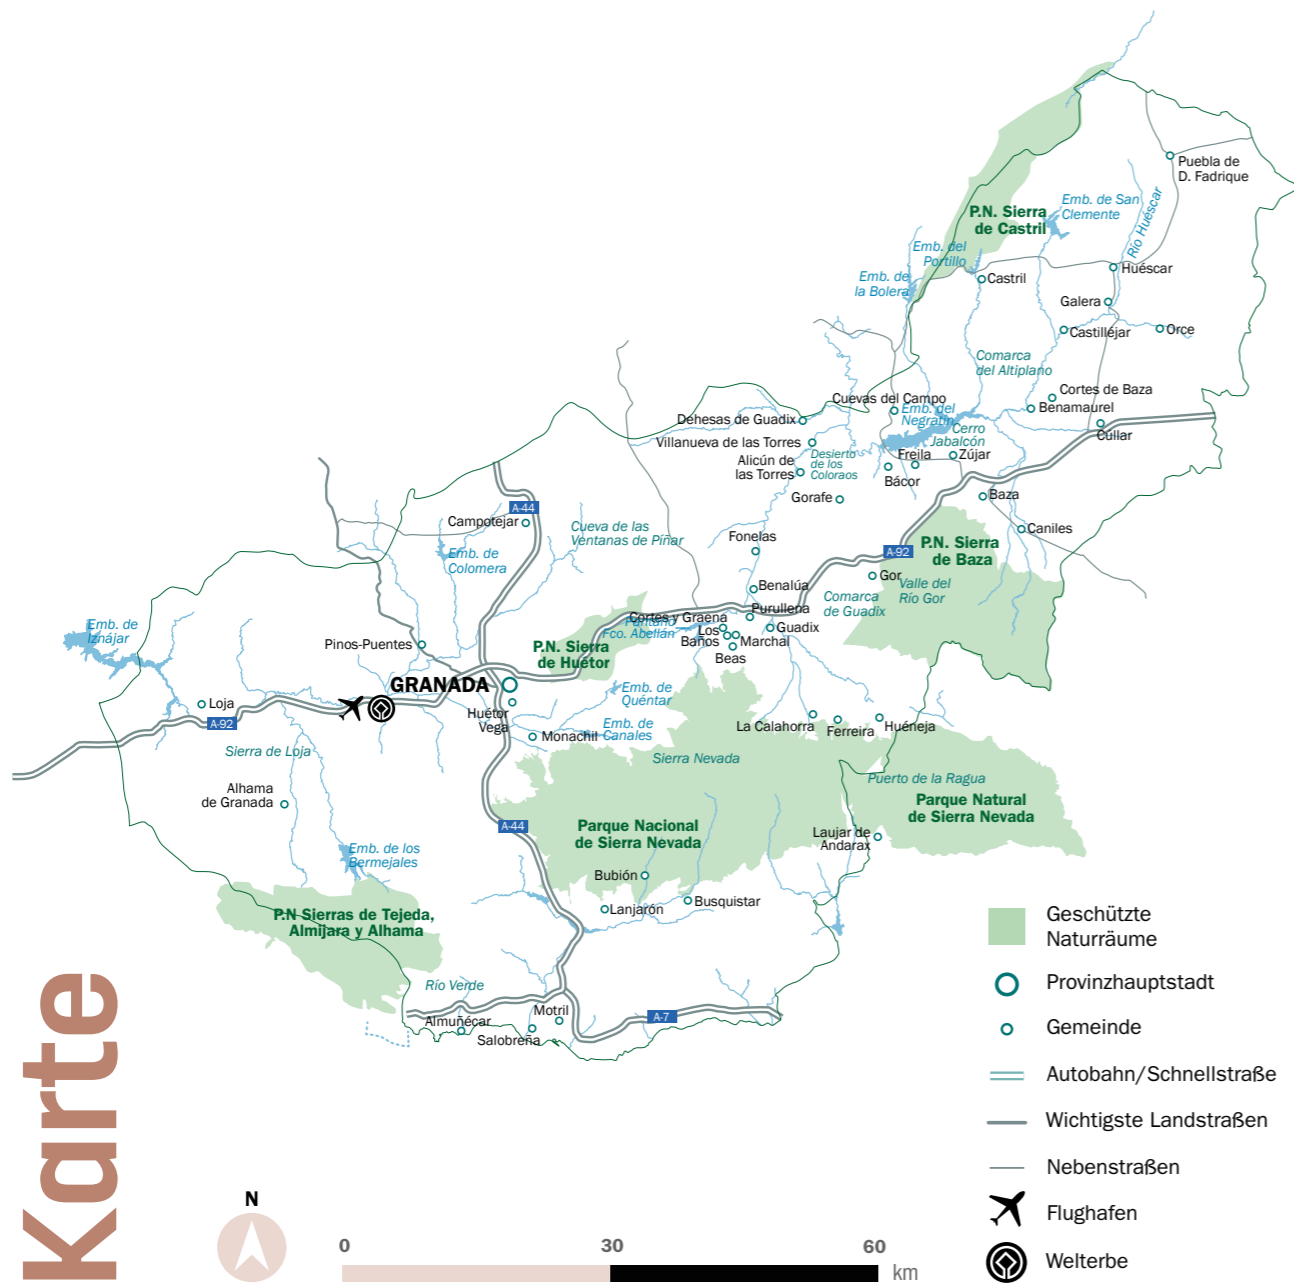 Puebla de
D. Fadrique
Emb. de San
Clemente
P.N. Sierra
de Castril
Río Huéscar
Emb. del
Portillo
Huéscar
Emb. de
la Bolera
Castril
Galera
Castilléjar
Orce
Comarca
del Altiplano
Cuevas del Campo
Cortes de Baza
Emb. del
Negratín
Benamaurel
Dehesas de Guadix
Cullar
Cerro
Jabalcón
Villanueva de las Torres
Desierto
de los
Coloraos
Freila
Zújar
Alicún de
las Torres
Bácor
Gorafe
Baza
A-44
Campotejar
Cueva de las
Ventanas de Píñar
Caniles
Fonelas
A-92
P.N. Sierra
de Baza
Emb. de
Colomera
Gor
Valle del
Río Gor
Benalúa
Comarca
de Guadix
Purullena
Cortes y Graena
Pantano
Fco. Abellán
Guadix
Emb. de
Iznájar
Los
Baños
Marchal
Pinos-Puentes
P.N. Sierra
de Huétor
Beas
GRANADA
Emb. de
Quéntar
Loja
Huétor
Vega
A-92
Emb. de
Canales
La Calahorra
Ferreira
Huéneja
Monachil
Sierra de Loja
Sierra Nevada
Puerto de la Ragua
Alhama
de Granada
Parque Natural
de Sierra Nevada
A-44
Parque Nacional
de Sierra Nevada
Laujar de
Andarax
Emb. de los
Bermejales
Bubión
Busquistar
Lanjarón
P.N Sierras de Tejeda,
Almijara y Alhama
Río Verde
Motril
A-7
Almuñécar
Salobreña
Geschützte
Naturräume
Provinzhauptstadt
Gemeinde
Autobahn/Schnellstraße
Wichtigste Landstraßen
Nebenstraßen
Flughafen
Welterbe
Karte
N
0
30
60
km